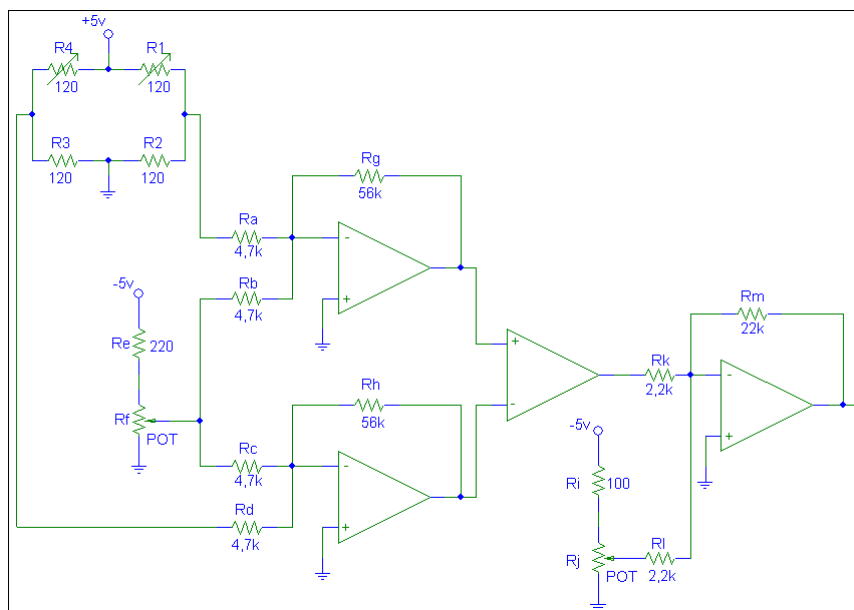 +5v
R4
R1
120
120
R3
R2
120
120
Rg
56k
Ra
4,7k
-
+
-5v
Rb
4,7k
Re
220
Rf
POT
Rh
56k
Rc
4,7k
-
+
Rd
4,7k
+
-
Rk
2,2k
Rm
22k
-
+
-5v
Ri
100
Rj
POT
Rl
2,2k